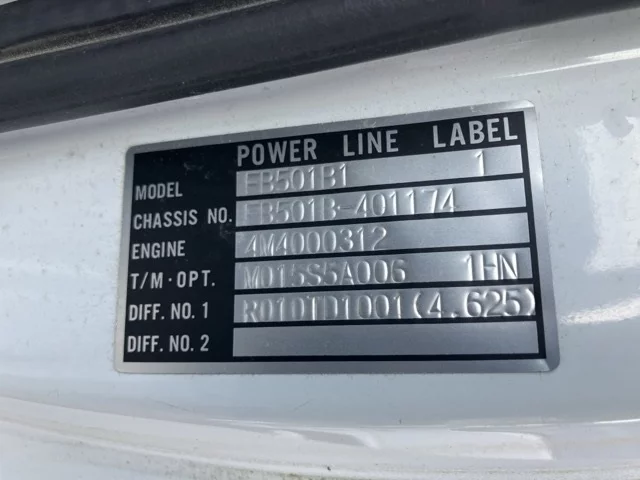 POWER LINE LABEL
MODEL FB501B1 1
CHASSIS NO. FB501B-401174
ENGINE 4M4000312
T/M·OPT. M015S5A006 1HN
DIFF. NO. 1 R010TD1001(4.625)
DIFF. NO. 2